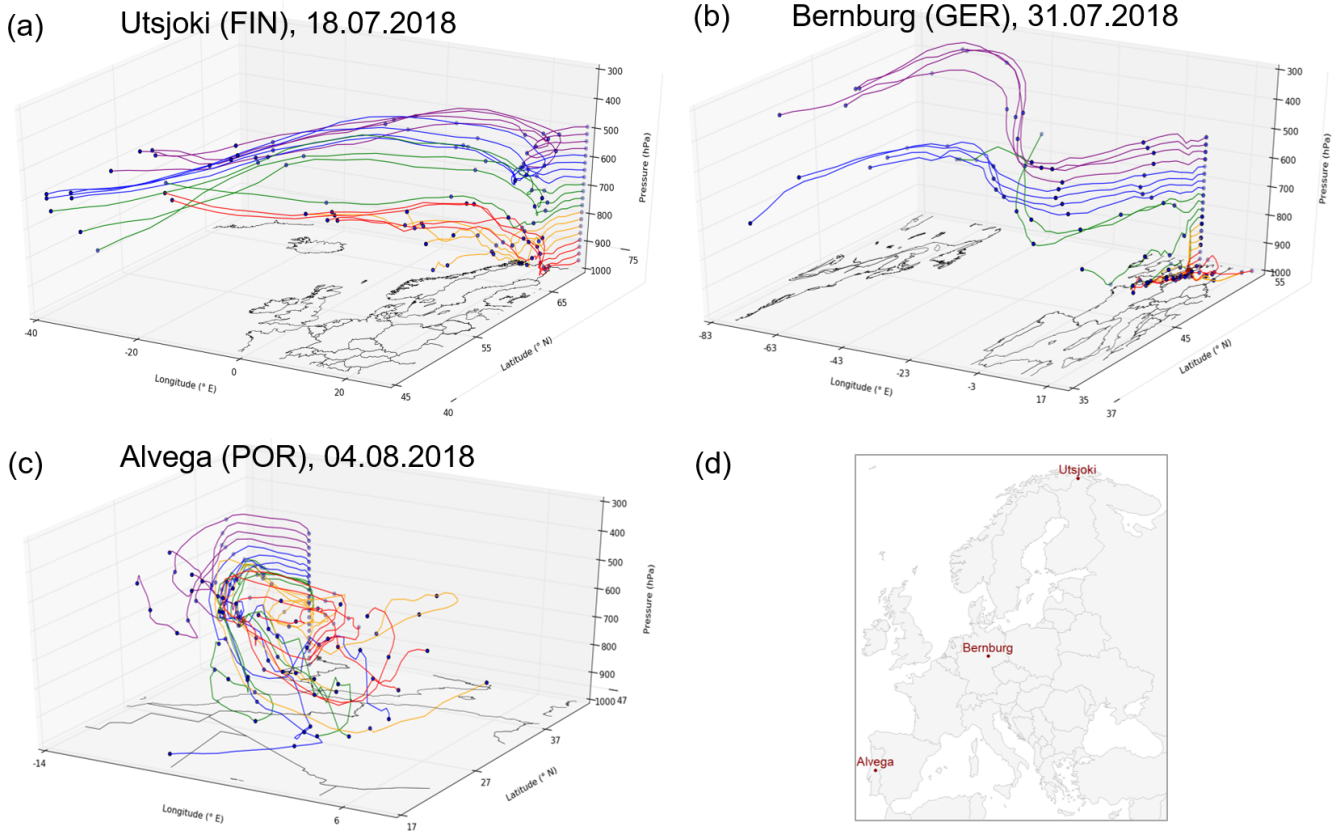 (a)
Utsjoki (FIN), 18.07.2018
300
400
500
600
700
800
900
1000
Pressure (hPa)
75
65
55
45
40
Latitude (° N)
-40
-20
0
20
Longitude (° E)
(b)
Bernburg (GER), 31.07.2018
300
400
500
600
700
800
900
1000
Pressure (hPa)
55
45
35
37
Latitude (° N)
-83
-63
-43
-23
-3
17
Longitude (° E)
(c)
Alvega (POR), 04.08.2018
300
400
500
600
700
800
900
1000
Pressure (hPa)
47
37
27
17
Latitude (° N)
-14
6
Longitude (° E)
(d)
Utsjoki
Bernburg
Alvega